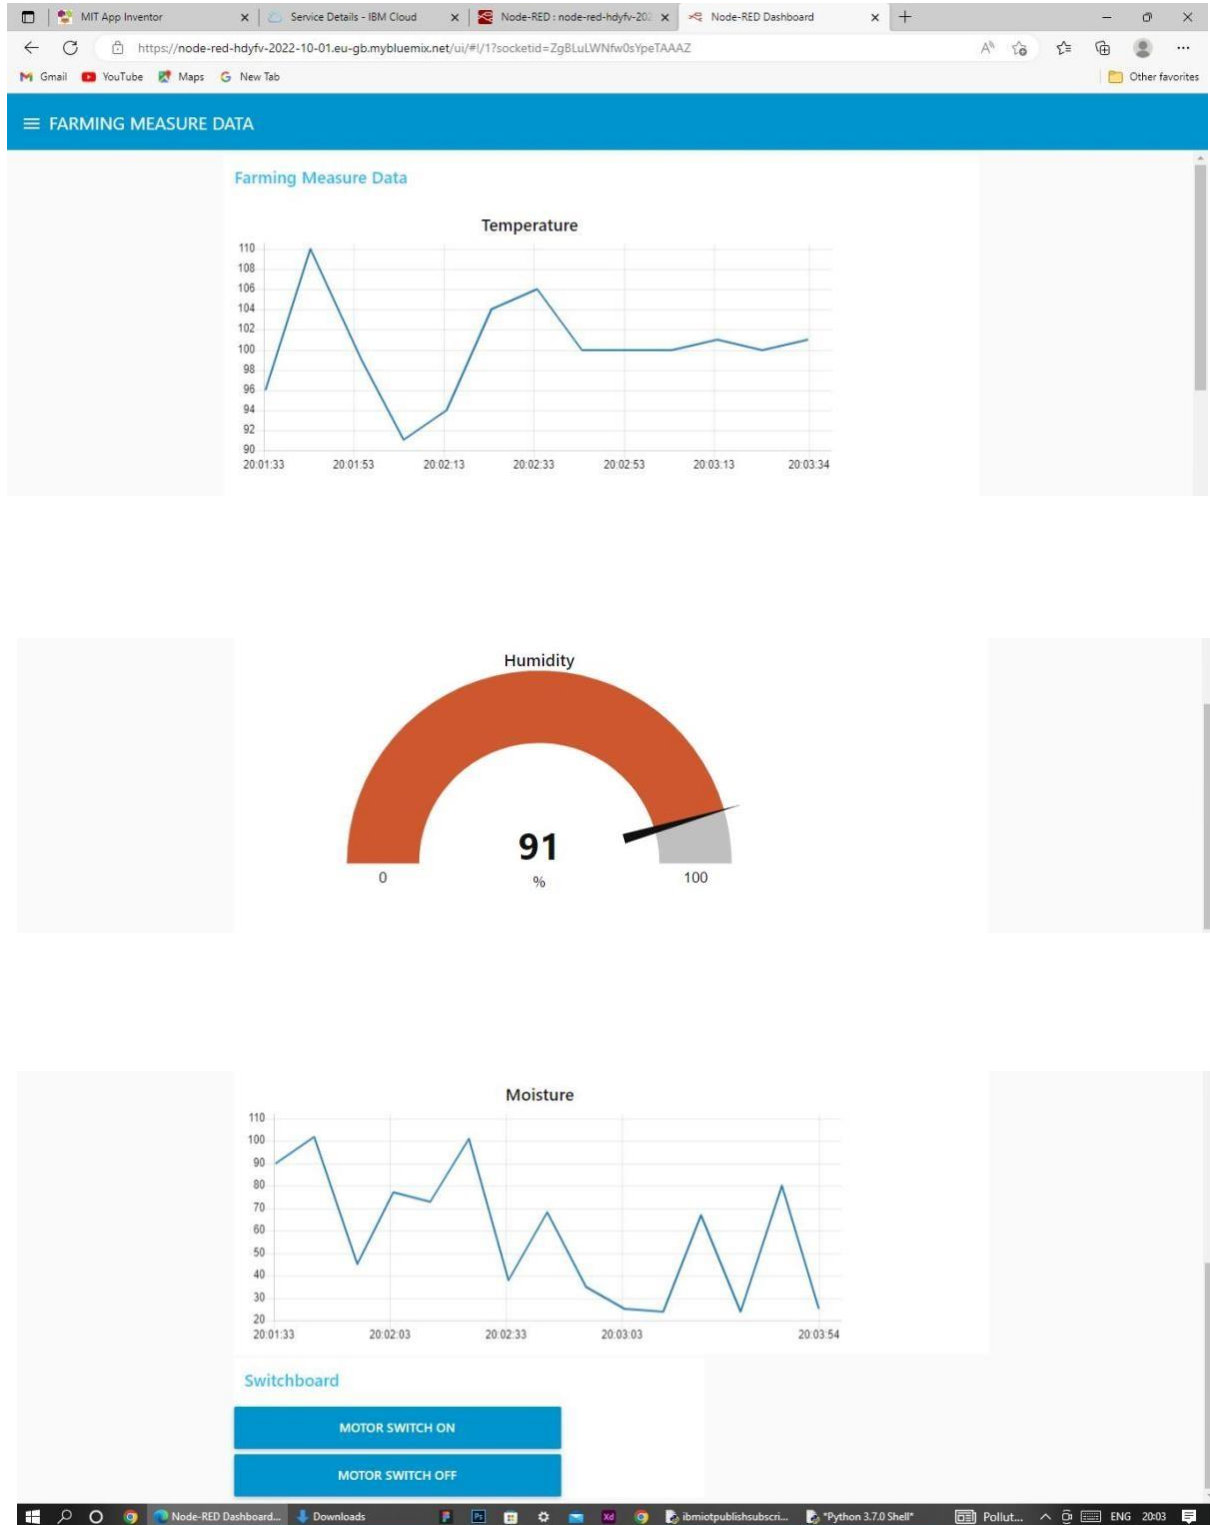 MIT App Inventor
Service Details - IBM Cloud
Node-RED : node-red-hdyfv-202
Node-RED Dashboard
https://node-red-hdyfv-2022-10-01.eu-gb.mybluemix.net/ui/#!/1?socketid=ZgBLuLWNfw0sYpeTAAAZ
Gmail YouTube Maps New Tab Other favorites
FARMING MEASURE DATA
Farming Measure Data
Temperature
110
108
106
104
102
100
98
96
94
92
90
20:01:33 20:01:53 20:02:13 20:02:33 20:02:53 20:03:13 20:03:34
Humidity
91
%
0 100
Moisture
110
100
90
80
70
60
50
40
30
20
20:01:33 20:02:03 20:02:33 20:03:03 20:03:54
Switchboard
MOTOR SWITCH ON
MOTOR SWITCH OFF
Node-RED Dashboard... Downloads ibmiotpublishsubscri... *Python 3.7.0 Shell* Pollut... ENG 20:03